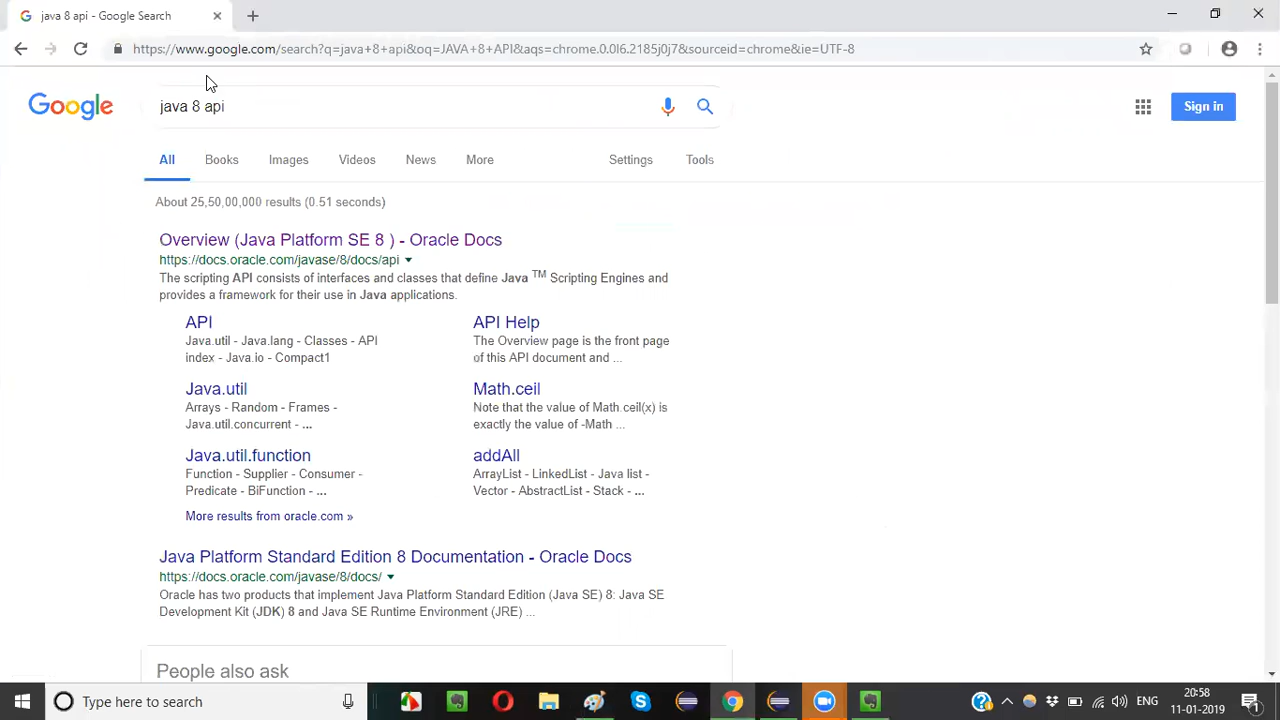 java 8 api - Google Search
https://www.google.com/search?q=java+8+api&oq=JAVA+8+API&aqs=chrome.0.0l6.2185j0j7&sourceid=chrome&ie=UTF-8
Google
java 8 api
Sign in
All Books Images Videos News More Settings Tools
About 25,50,00,000 results (0.51 seconds)
Overview (Java Platform SE 8 ) - Oracle Docs
https://docs.oracle.com/javase/8/docs/api
The scripting API consists of interfaces and classes that define Java TM Scripting Engines and
provides a framework for their use in Java applications.
API
Java.util - Java.lang - Classes - API
index - Java.io - Compact1
API Help
The Overview page is the front page
of this API document and ...
Java.util
Arrays - Random - Frames -
Java.util.concurrent - ...
Math.ceil
Note that the value of Math.ceil(x) is
exactly the value of -Math ...
Java.util.function
Function - Supplier - Consumer -
Predicate - BiFunction - ...
addAll
ArrayList - LinkedList - Java list -
Vector - AbstractList - Stack - ...
More results from oracle.com »
Java Platform Standard Edition 8 Documentation - Oracle Docs
https://docs.oracle.com/javase/8/docs/
Oracle has two products that implement Java Platform Standard Edition (Java SE) 8: Java SE
Development Kit (JDK) 8 and Java SE Runtime Environment (JRE) ...
People also ask
Type here to search
ENG
20:58
11-01-2019
1